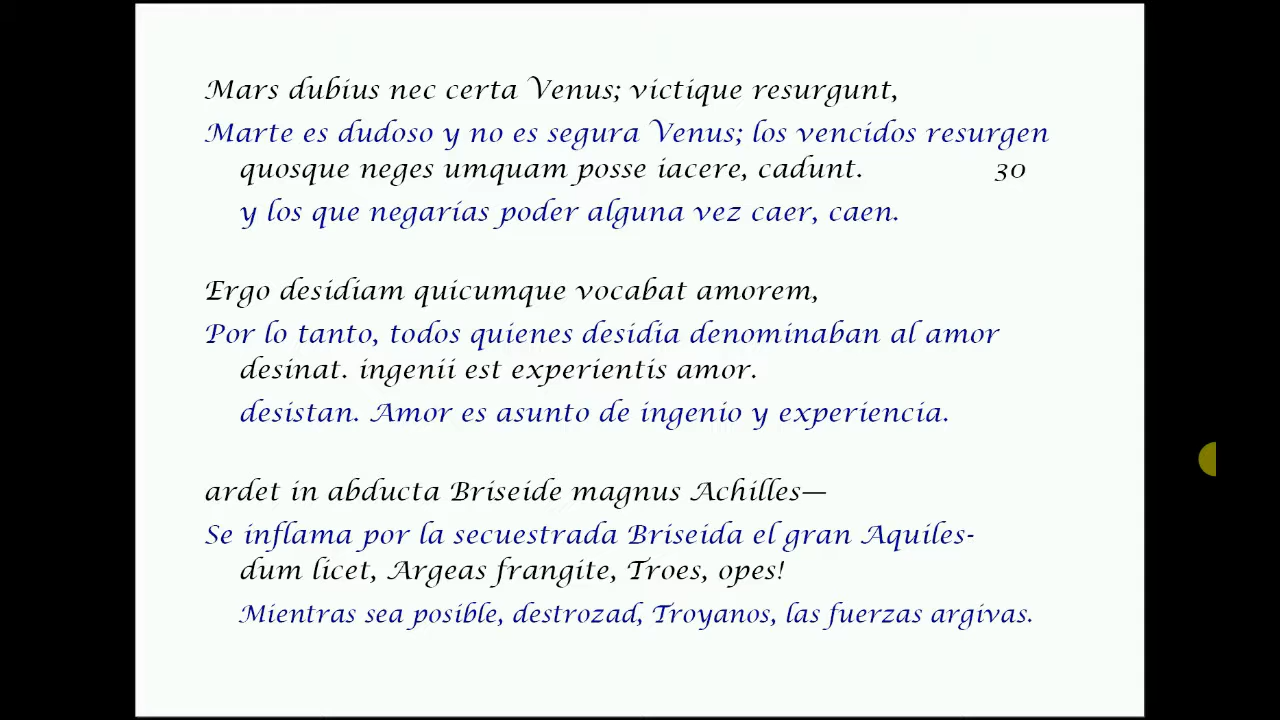 Mars dubius nec certa Venus; victique resurgunt,
Marte es dudoso y no es segura Venus; los vencidos resurgen
quosque neges umquam posse iacere, cadunt. 30
y los que negarías poder alguna vez caer, caen.
Ergo desidiam quicumque vocabat amorem,
Por lo tanto, todos quienes desidia denominaban al amor
desinat. ingenii est experientis amor.
desistan. Amor es asunto de ingenio y experiencia.
ardet in abducta Briseide magnus Achilles—
Se inflama por la secuestrada Briseida el gran Aquiles-
dum licet, Argeas frangite, Troes, opes!
Mientras sea posible, destrozad, Troyanos, las fuerzas argivas.